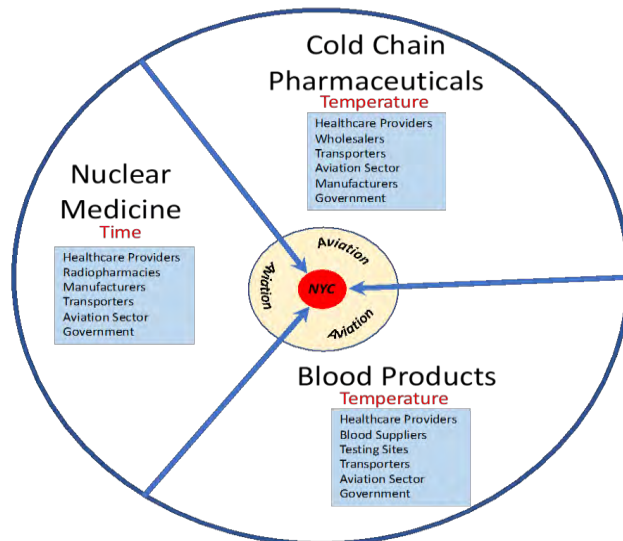 Cold Chain
Pharmaceuticals
Temperature
Healthcare Providers
Wholesalers
Transporters
Aviation Sector
Manufacturers
Government
Nuclear
Medicine
Time
Healthcare Providers
Radiopharmacies
Manufacturers
Transporters
Aviation Sector
Government
Aviation
Aviation
NYC
Aviation
Blood Products
Temperature
Healthcare Providers
Blood Suppliers
Testing Sites
Transporters
Aviation Sector
Government